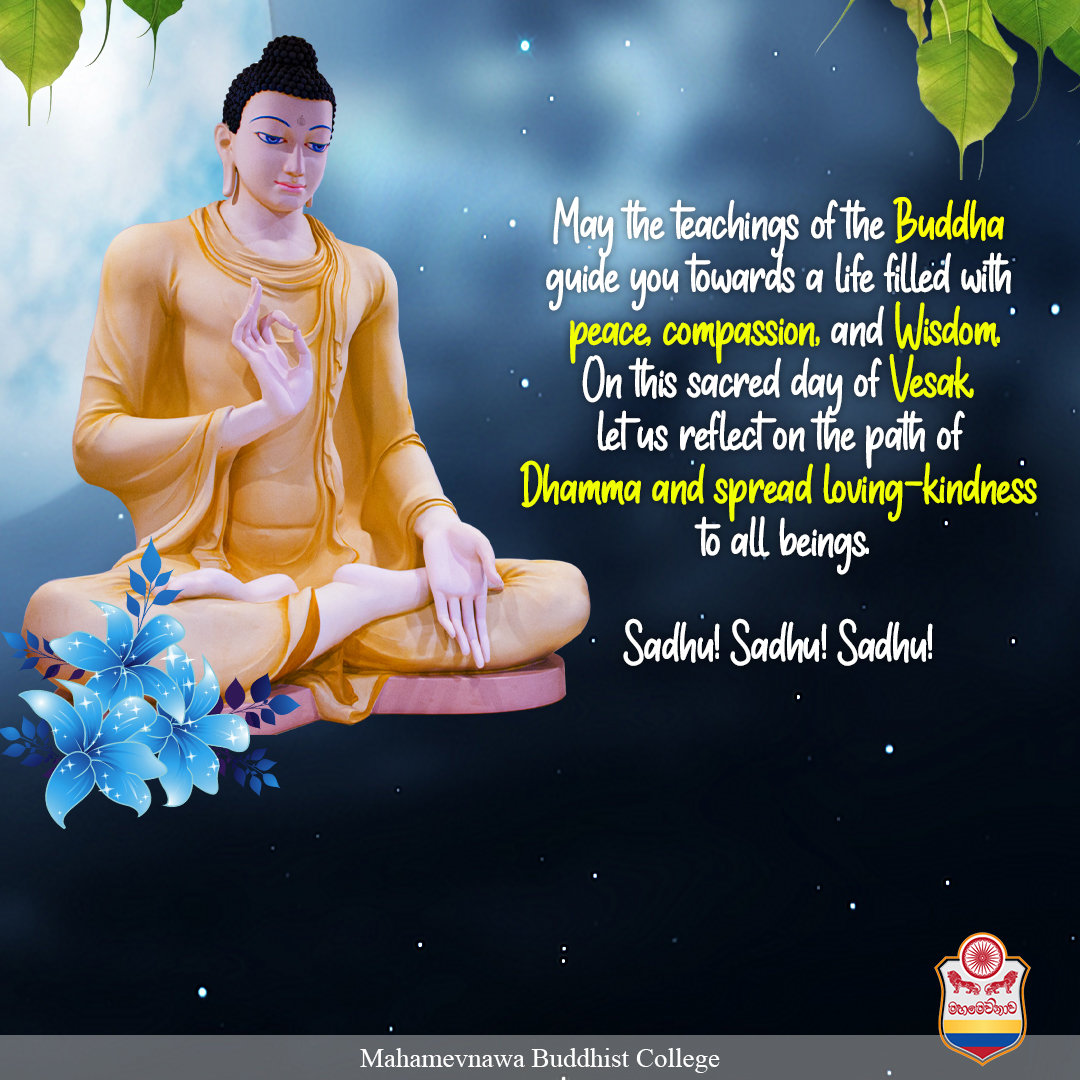 May the teachings of the Buddha
guide you towards a life filled with
peace, compassion, and Wisdom.
On this sacred day of Vesak,
let us reflect on the path of
Dhamma and spread loving-kindness
to all beings.
Sadhu! Sadhu! Sadhu!
මහමෙව්නාව
Mahamevnawa Buddhist College